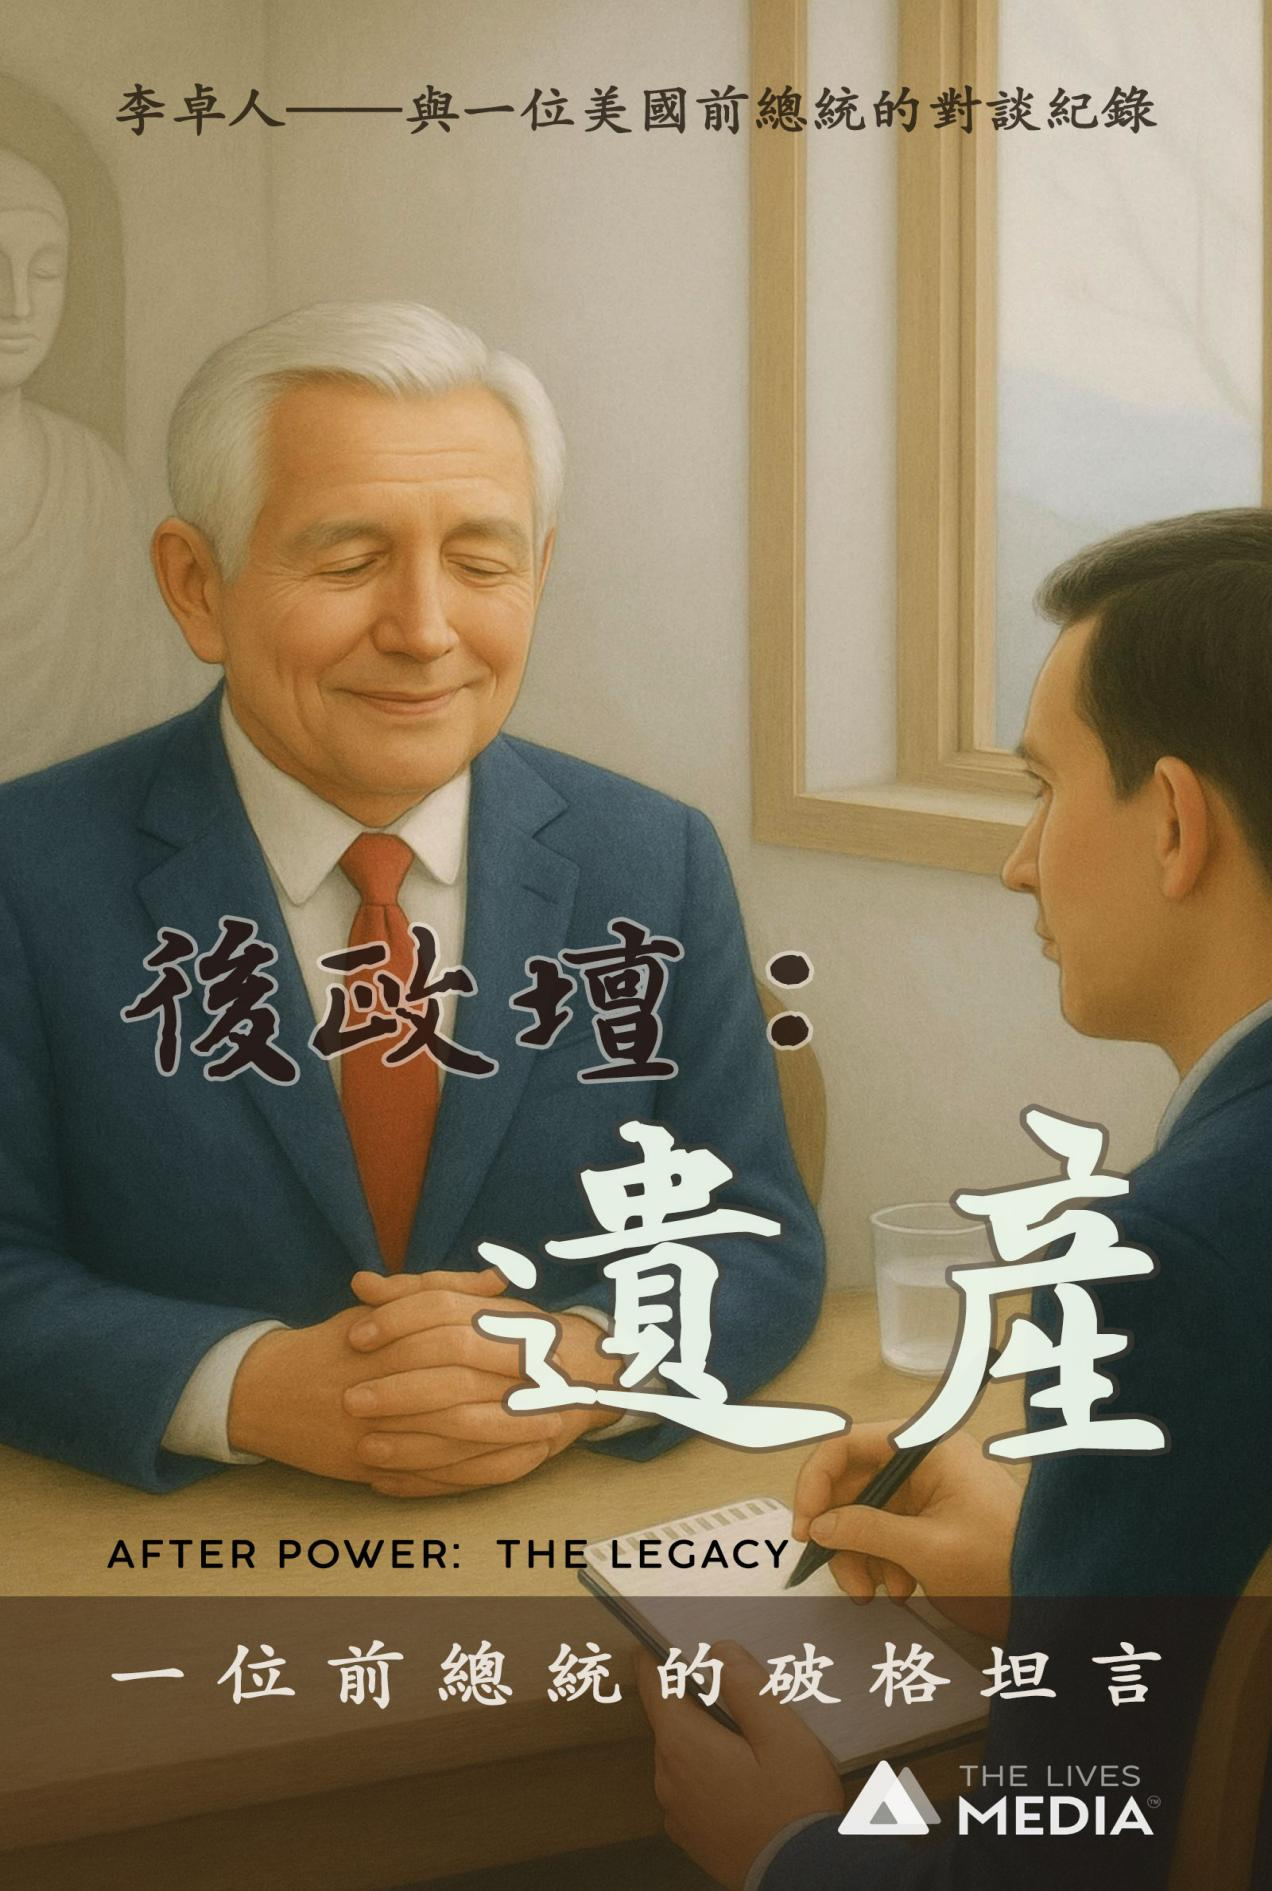 李卓人——與一位美國前總統的對談紀錄
後政壇：
遺產
AFTER POWER: THE LEGACY
一位前總統的破格坦言
THE LIVES
MEDIA™